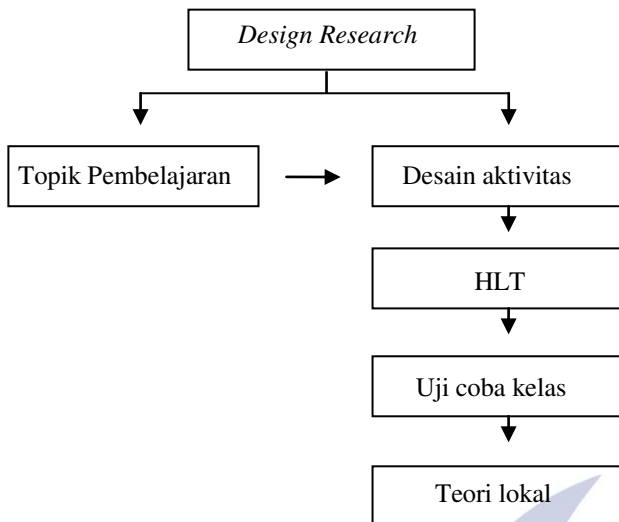 Design Research
Topik Pembelajaran
Desain aktivitas
HLT
Uji coba kelas
Teori lokal